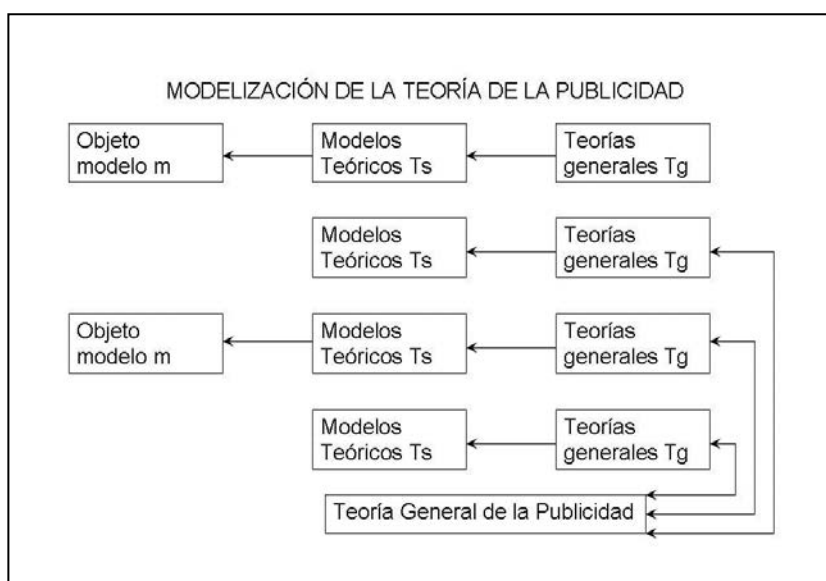 MODELIZACIÓN DE LA TEORÍA DE LA PUBLICIDAD
Objeto
modelo m
Modelos
Teóricos Ts
Teorías
generales Tg
Modelos
Teóricos Ts
Teorías
generales Tg
Objeto
modelo m
Modelos
Teóricos Ts
Teorías
generales Tg
Modelos
Teóricos Ts
Teorías
generales Tg
Teoría General de la Publicidad